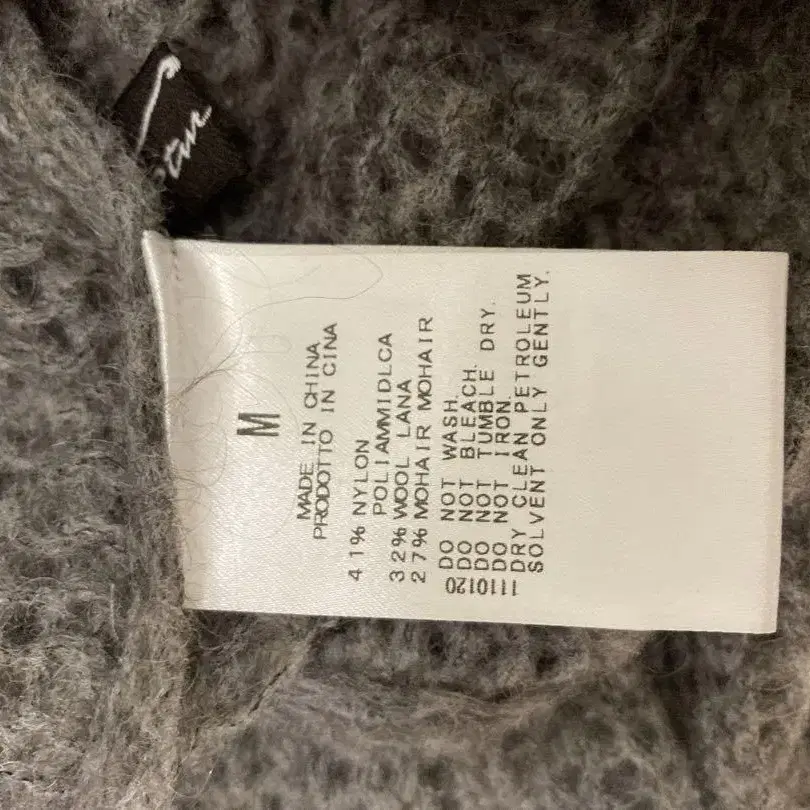 M
MADE IN CHINA
PRODOTTO IN CINA
41% NYLON
POLIAMMIDLCA
32% WOOL LANA
27% MOHAIR MOHAIR
DO NOT WASH.
DO NOT BLEACH.
DO NOT TUMBLE DRY.
DO NOT IRON.
DRY CLEAN PETROLEUM
SOLVENT ONLY GENTLY.
1110120